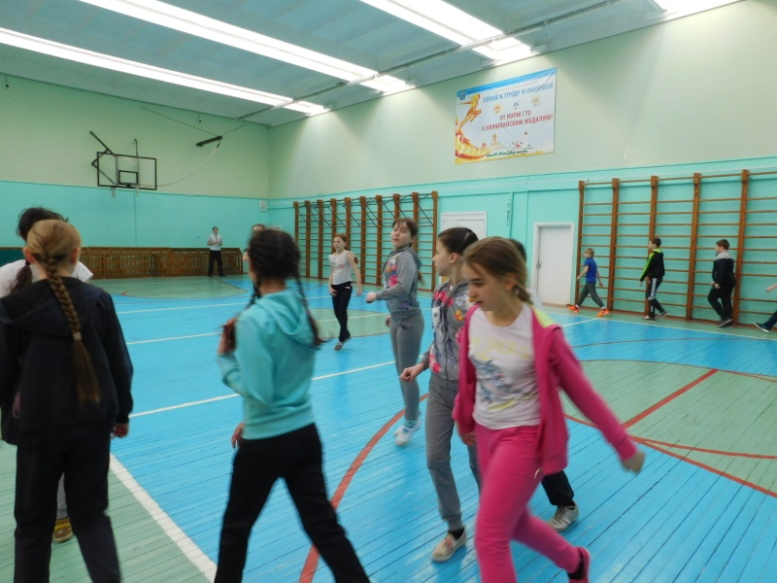 ГОТОВ К ТРУДУ И ОБОРОНЕ
ОТ НОРМ ГТО
К ОЛИМПИЙСКИМ МЕДАЛЯМ!